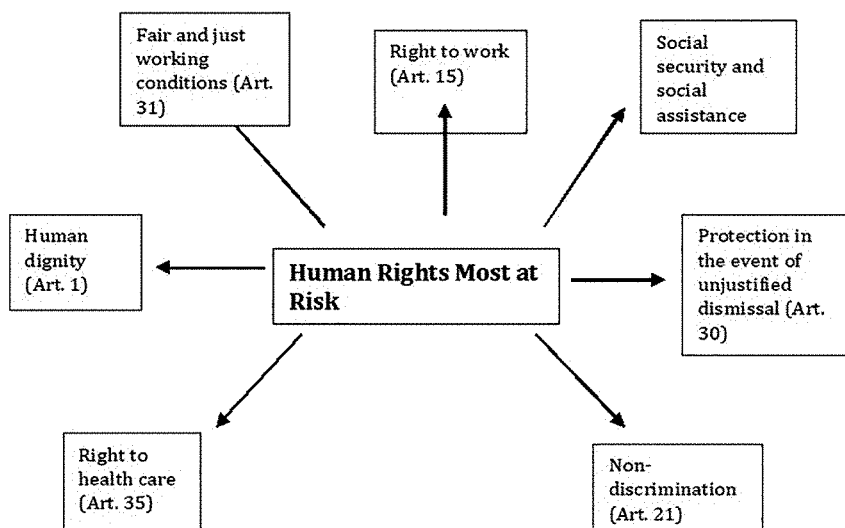 Fair and just
working
conditions (Art.
31)
Right to work
(Art. 15)
Social
security and
social
assistance
Human
dignity
(Art. 1)
Human Rights Most at
Risk
Protection in
the event of
unjustified
dismissal (Art.
30)
Right to
health care
(Art. 35)
Non-
discrimination
(Art. 21)